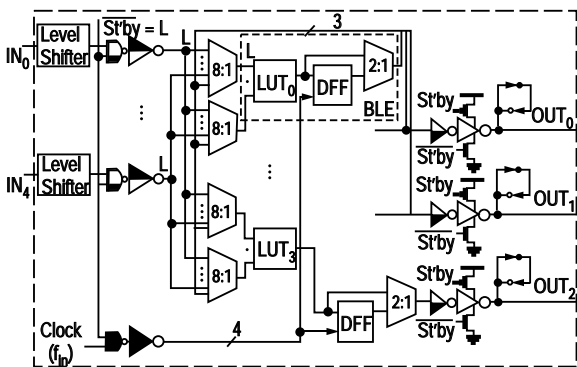 St'by = L
L
3
IN0
Level
Shifter
8:1
L
LUT0
DFF
2:1
BLE
8:1
St'by
OUT0
St'by
IN4
Level
Shifter
L
8:1
LUT3
8:1
St'by
OUT1
St'by
St'by
OUT2
2:1
DFF
St'by
Clock
(fin)
4